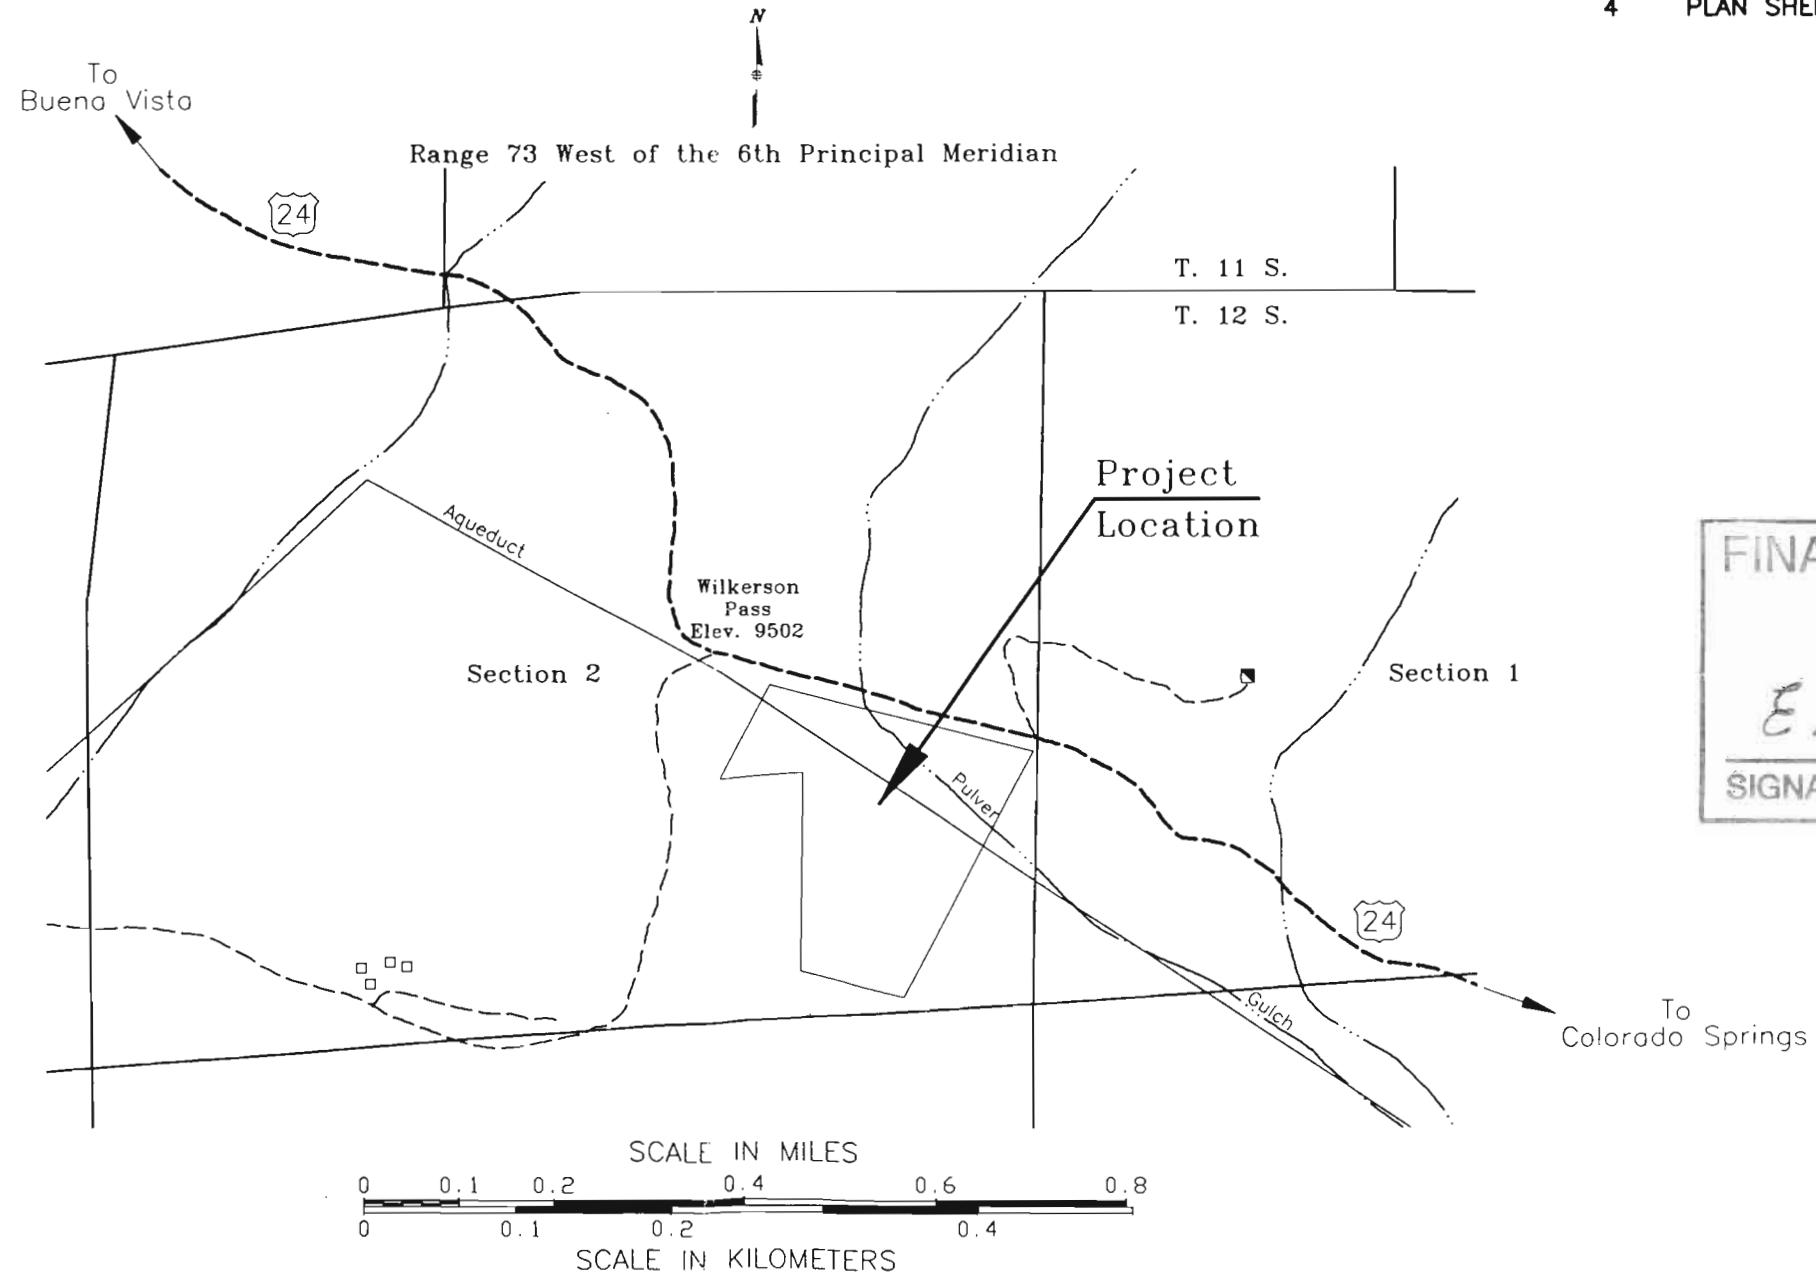 4 PLAN
N
To
Buena Vista
Range 73 West of the 6th Principal Meridian
24
T. 11 S.
T. 12 S.
Project
Location
Aqueduct
Wilkerson
Pass
Elev. 9502
Section 2
Section 1
Pulver
24
Gulch
To
Colorado Springs
SCALE IN MILES
0 0.1 0.2 0.4 0.6 0.8
0 0.1 0.2 0.4
SCALE IN KILOMETERS